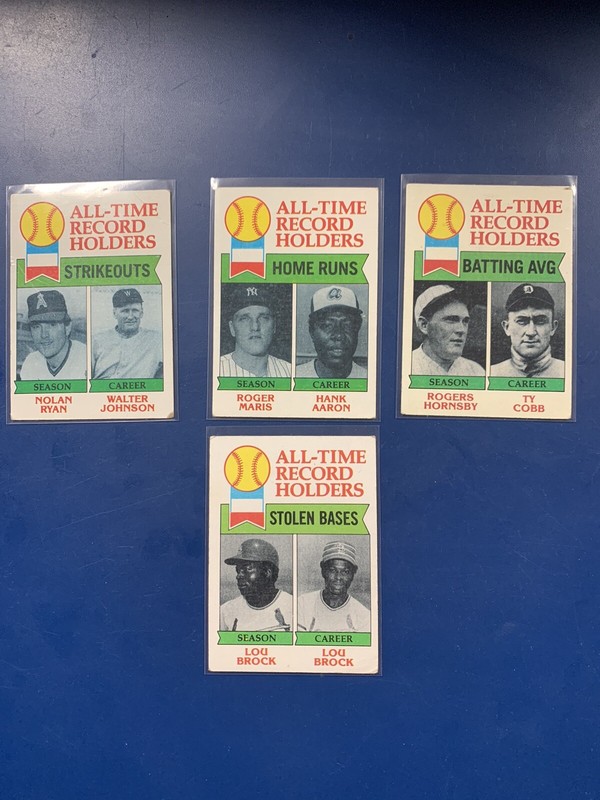 ALL-TIME
RECORD
HOLDERS
STRIKEOUTS
A
W
SEASON
CAREER
NOLAN
RYAN
WALTER
JOHNSON
ALL-TIME
RECORD
HOLDERS
HOME RUNS
NY
SEASON
CAREER
ROGER
MARIS
HANK
AARON
ALL-TIME
RECORD
HOLDERS
BATTING AVG
D
SEASON
CAREER
ROGERS
HORNSBY
TY
COBB
ALL-TIME
RECORD
HOLDERS
STOLEN BASES
SEASON
CAREER
LOU
BROCK
LOU
BROCK